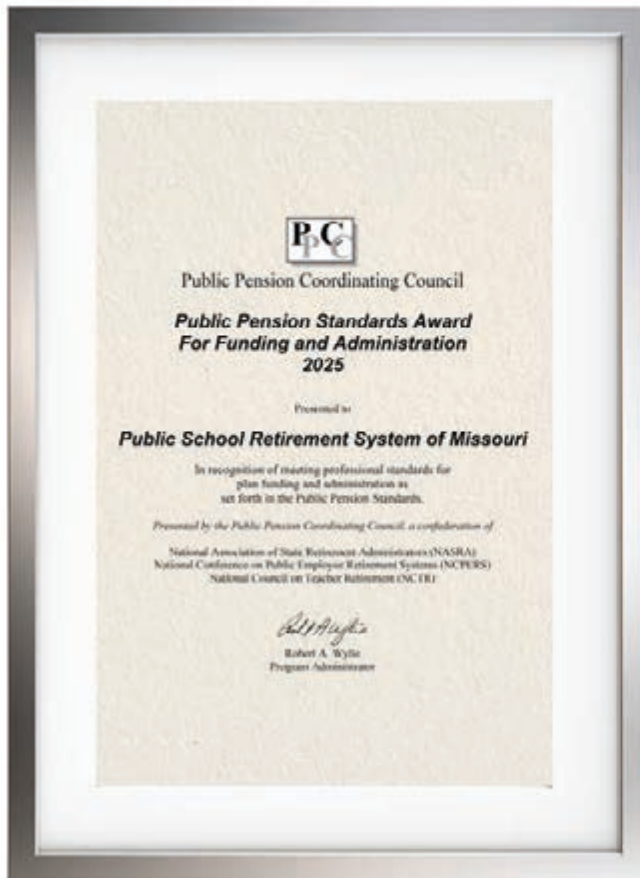 PPCC
Public Pension Coordinating Council
Public Pension Standards Award
For Funding and Administration
2025
Presented to
Public School Retirement System of Missouri
In recognition of meeting professional standards for
plan funding and administration as
set forth in the Public Pension Standards.
Presented by the Public Pension Coordinating Council, a confederation of
National Association of State Retirement Administrators (NASRA)
National Conference on Public Employee Retirement Systems (NCPERS)
National Council on Teacher Retirement (NCTR)
Robert A. Wylie
Program Administrator